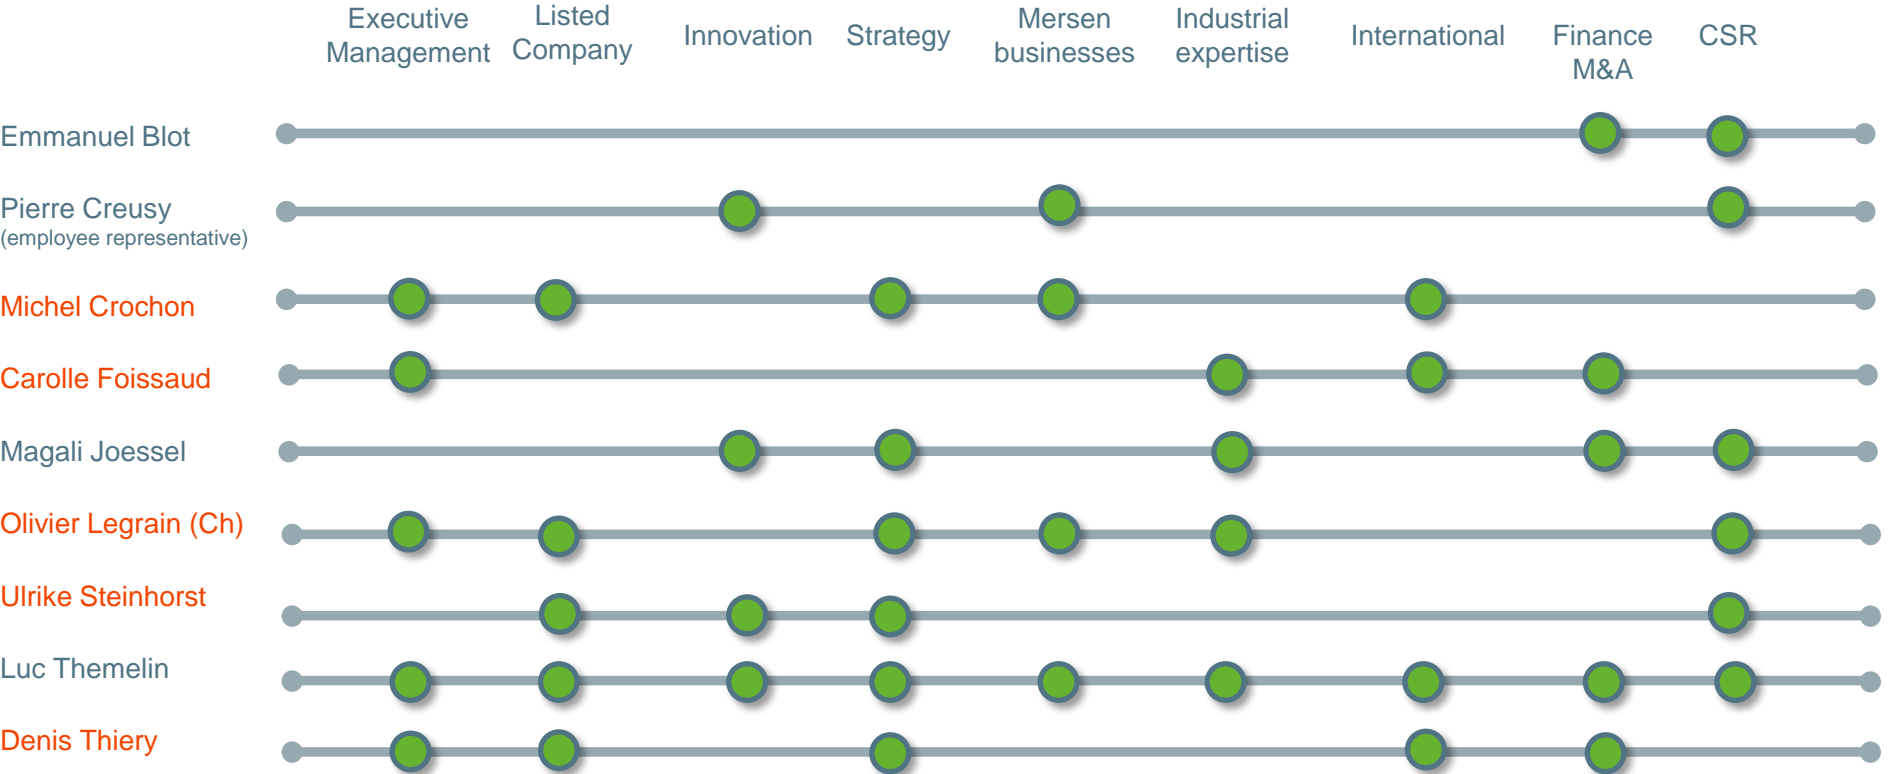 Executive
Management
Listed
Company
Innovation
Strategy
Mersen
businesses
Industrial
expertise
International
Finance
M&A
CSR
Emmanuel Blot
Pierre Creusy
(employee representative)
Michel Crochon
Carolle Foissaud
Magali Joessel
Olivier Legrain (Ch)
Ulrike Steinhorst
Luc Themelin
Denis Thiery